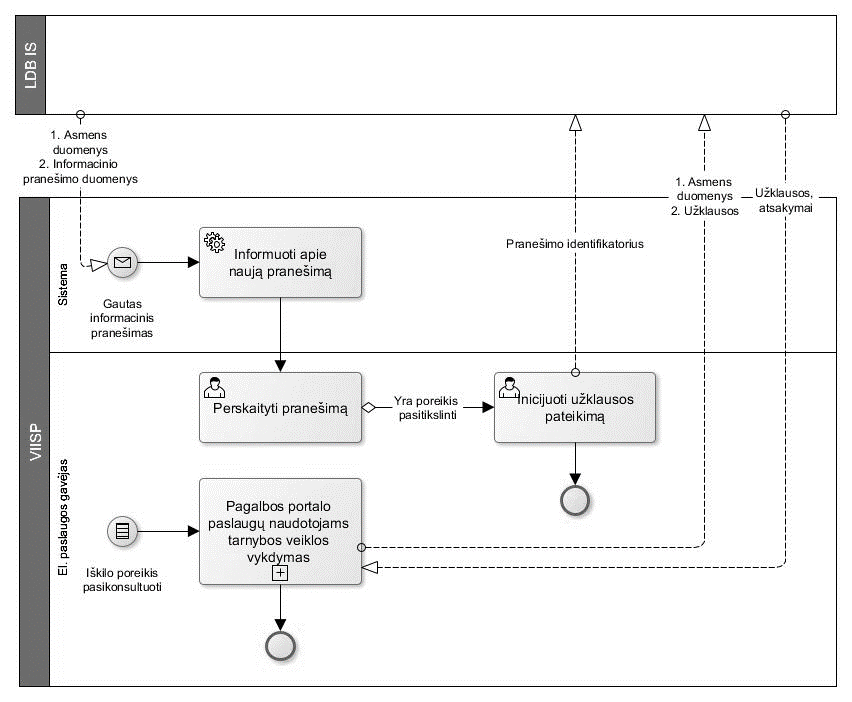 LDB IS
1. Asmens
duomenys
2. Informacinio
pranešimo duomenys
1. Asmens
duomenys
2. Užklausos
Užklausos,
atsakymai
Pranešimo identifikatorius
VIISP
Sistema
Gautas
informacinis
pranešimas
Informuoti apie
naują pranešimą
El. paslaugos gavėjas
Perskaityti pranešimą
Yra poreikis
pasitikslinti
Inicijuoti užklausos
pateikimą
Iškilo poreikis
pasikonsultuoti
Pagalbos portalo
paslaugų naudotojams
tarnybos veiklos
vykdymas